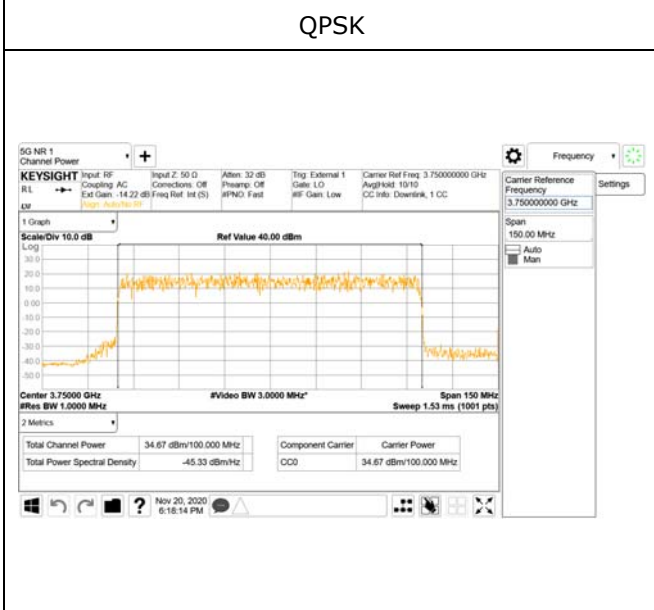 QPSK
5G NR 1
Channel Power
+
Frequency
KEYSIGHT
RL
Input: RF
Coupling: AC
Ext Gain: -14.22 dB
Align: Auto/No RF
Input Z: 50 Ω
Corrections: Off
Freq Ref: Int (S)
Atten: 32 dB
Preamp: Off
#PNO: Fast
Trig: External 1
Gate: LO
#IF Gain: Low
Carrier Ref Freq: 3.750000000 GHz
Avg|Hold: 10/10
CC Info: Downlink, 1 CC
Carrier Reference
Frequency
3.750000000 GHz
Settings
Span
150.00 MHz
Auto
Man
1 Graph
Scale/Div 10.0 dB
Ref Value 40.00 dBm
Log
30.0
20.0
10.0
0.00
-10.0
-20.0
-30.0
-40.0
-50.0
Center 3.75000 GHz
#Video BW 3.0000 MHz*
Span 150 MHz
#Res BW 1.0000 MHz
Sweep 1.53 ms (1001 pts)
2 Metrics
Total Channel Power 34.67 dBm/100.000 MHz
Total Power Spectral Density -45.33 dBm/Hz
Component Carrier Carrier Power
CC0 34.67 dBm/100.000 MHz
?
Nov 20, 2020
6:18:14 PM